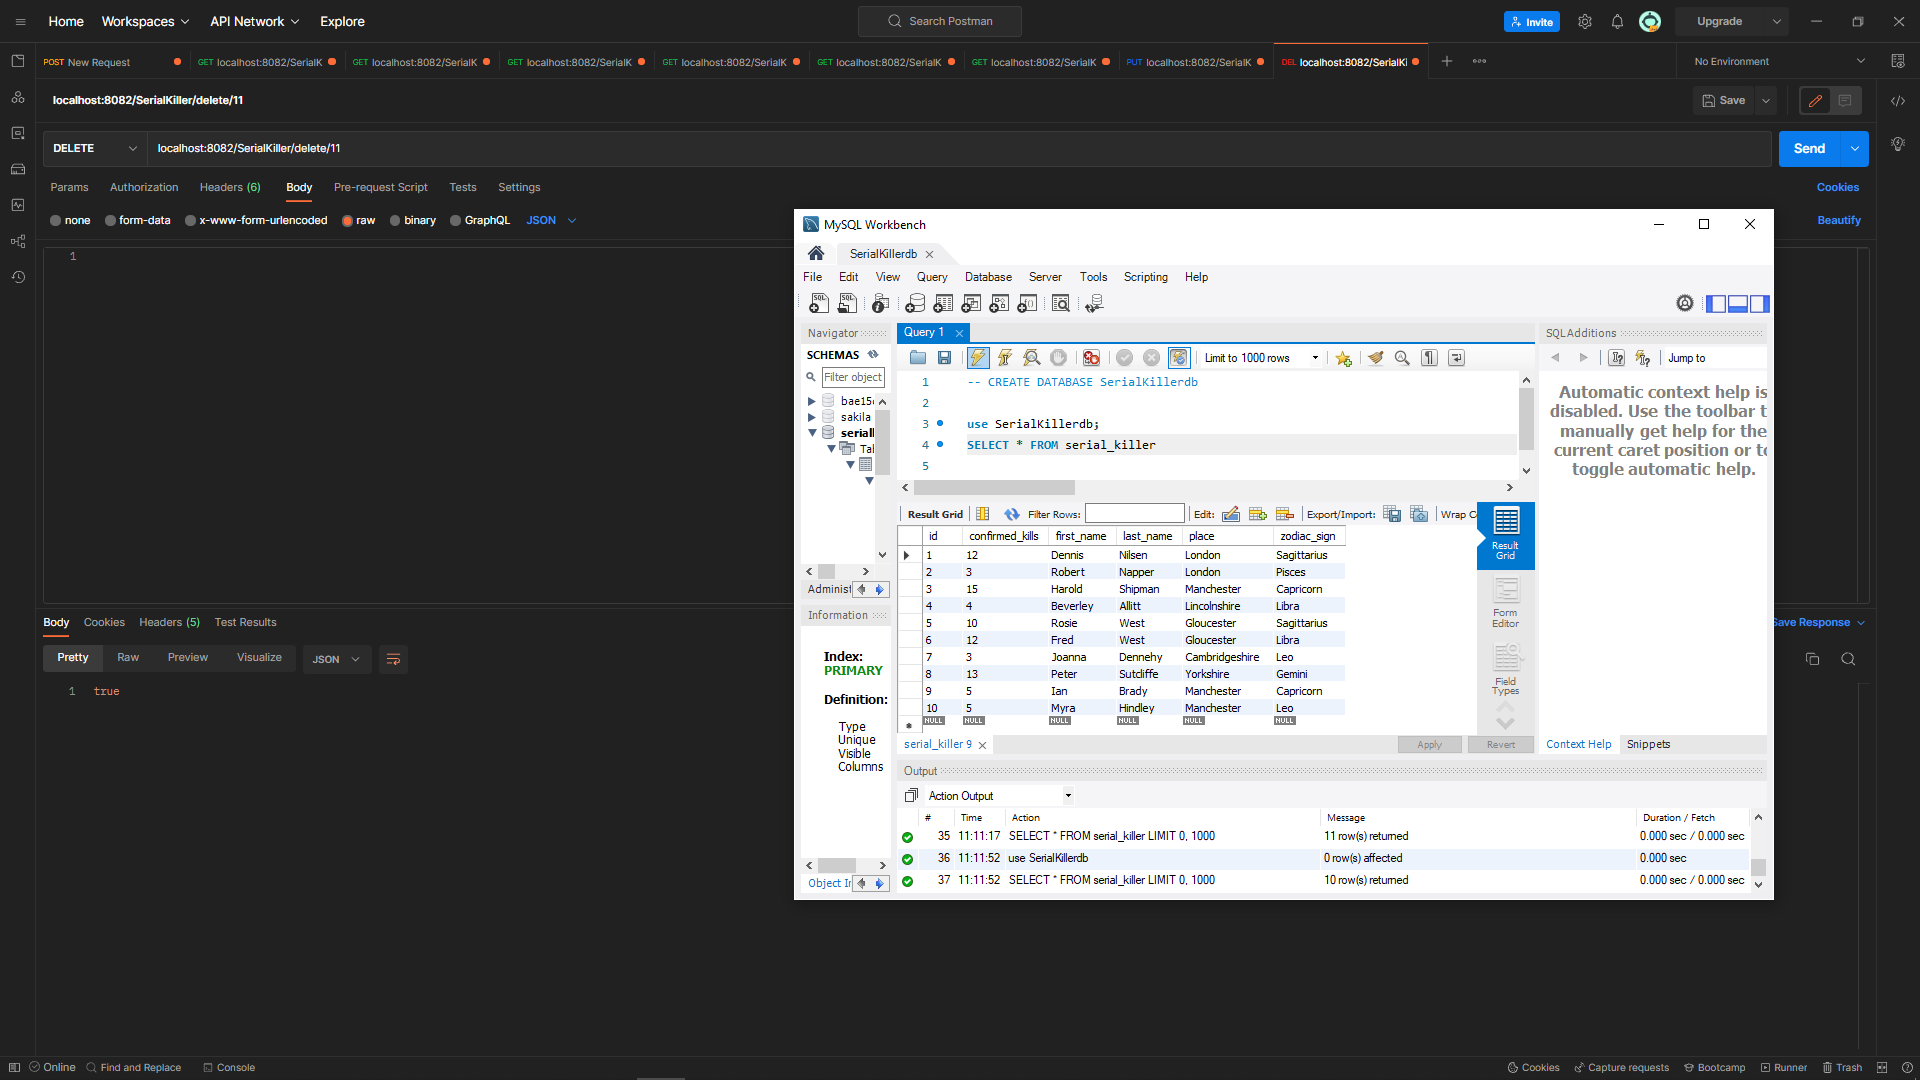 Home Workspaces API Network Explore Search Postman Invite Upgrade
POST New Request GET localhost:8082/SerialK GET localhost:8082/SerialK GET localhost:8082/SerialK GET localhost:8082/SerialK GET localhost:8082/SerialK GET localhost:8082/SerialK PUT localhost:8082/SerialK DEL localhost:8082/SerialKi No Environment
localhost:8082/SerialKiller/delete/11 Save
DELETE localhost:8082/SerialKiller/delete/11 Send
Params Authorization Headers (6) Body Pre-request Script Tests Settings Cookies
none form-data x-www-form-urlencoded raw binary GraphQL JSON Beautify
1
Body Cookies Headers (5) Test Results Save Response
Pretty Raw Preview Visualize JSON
1 true
MySQL Workbench
SerialKillerdb
File Edit View Query Database Server Tools Scripting Help
Navigator
SCHEMAS
Filter object
bae15
sakila
serial
Tal
Administ
Information
Index:
PRIMARY
Definition:
Type
Unique
Visible
Columns
Object In
Query 1
Limit to 1000 rows
1 -- CREATE DATABASE SerialKillerdb
2
3 use SerialKillerdb;
4 SELECT * FROM serial_killer
5
Result Grid Filter Rows: Edit: Export/Import: Wrap C
id confirmed_kills first_name last_name place zodiac_sign
1 12 Dennis Nilsen London Sagittarius
2 3 Robert Napper London Pisces
3 15 Harold Shipman Manchester Capricorn
4 4 Beverley Allitt Lincolnshire Libra
5 10 Rosie West Gloucester Sagittarius
6 12 Fred West Gloucester Libra
7 3 Joanna Dennehy Cambridgeshire Leo
8 13 Peter Sutcliffe Yorkshire Gemini
9 5 Ian Brady Manchester Capricorn
10 5 Myra Hindley Manchester Leo
NULL NULL NULL NULL NULL NULL
Result
Grid
Form
Editor
Field
Types
serial_killer 9 Apply Revert
SQLAdditions
Jump to
Automatic context help is
disabled. Use the toolbar t
manually get help for the
current caret position or to
toggle automatic help.
Context Help Snippets
Output
Action Output
# Time Action Message Duration / Fetch
35 11:11:17 SELECT * FROM serial_killer LIMIT 0, 1000 11 row(s) returned 0.000 sec / 0.000 sec
36 11:11:52 use SerialKillerdb 0 row(s) affected 0.000 sec
37 11:11:52 SELECT * FROM serial_killer LIMIT 0, 1000 10 row(s) returned 0.000 sec / 0.000 sec
Online Find and Replace Console Cookies Capture requests Bootcamp Runner Trash